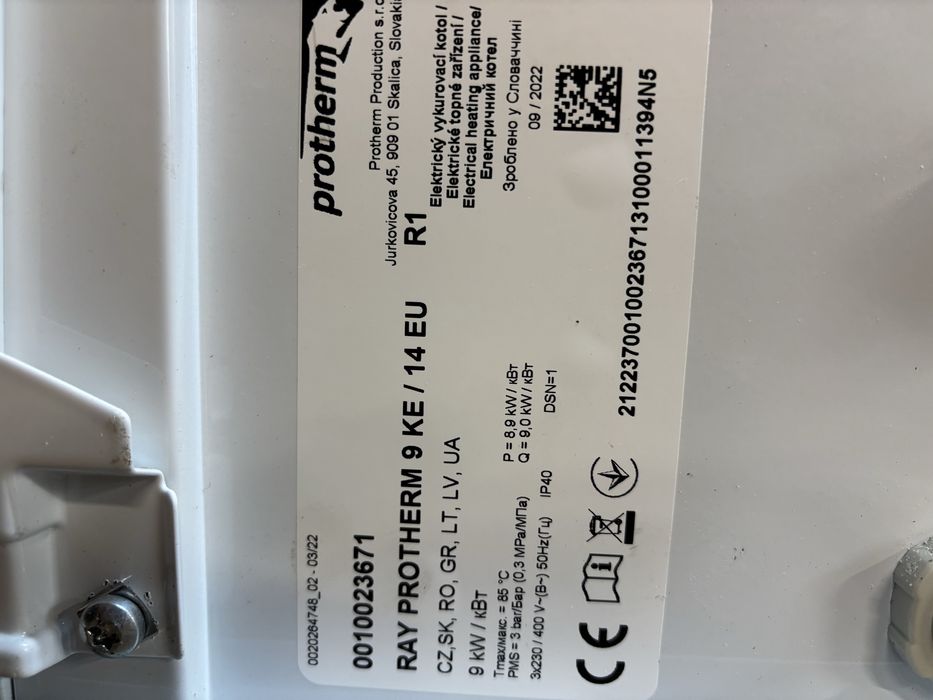 protherm
Protherm Production s.r.o
Jurkovicova 45, 909 01 Skalica, Slovakia
Elektrický vykurovací kotol /
Elektrické topné zařízení /
Electrical heating appliance/
Електричний котел
Зроблено у Словаччині
09 / 2022
0020264748_02 - 03/22
0010023671
RAY PROTHERM 9 KE / 14 EU R1
CZ,SK, RO, GR, LT, LV, UA
9 kW / кВт
Tmax/макс. = 85 °C
PMS = 3 bar/Бар (0,3 MPa/МПа)
3x230 / 400 V~(В~) 50Hz(Гц) IP40
P = 8,9 kW / кВт
Q = 9,0 kW / кВт
DSN=1
CE
21223700100236713100011394N5